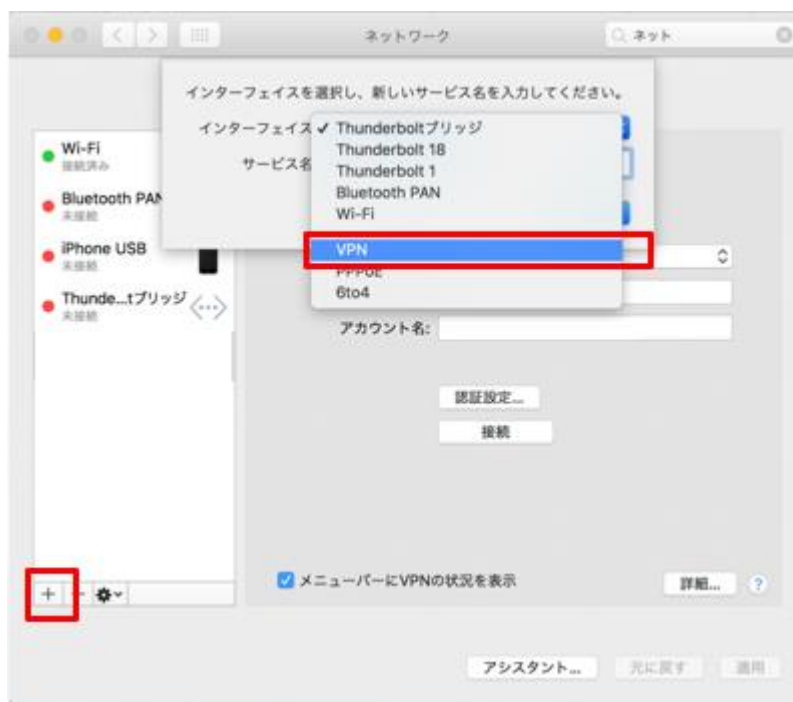 ネットワーク
ネット
インターフェイスを選択し、新しいサービス名を入力してください。
インターフェイス ✓ Thunderboltブリッジ
Thunderbolt 18
サービス名
Thunderbolt 1
Bluetooth PAN
Wi-Fi
VPN
PPPoE
6to4
Wi-Fi
接続済み
Bluetooth PAN
未接続
iPhone USB
未接続
Thunde...tブリッジ
未接続
アカウント名:
認証設定...
接続
メニューバーにVPNの状況を表示
詳細... ?
+ -
アシスタント... 元に戻す 適用